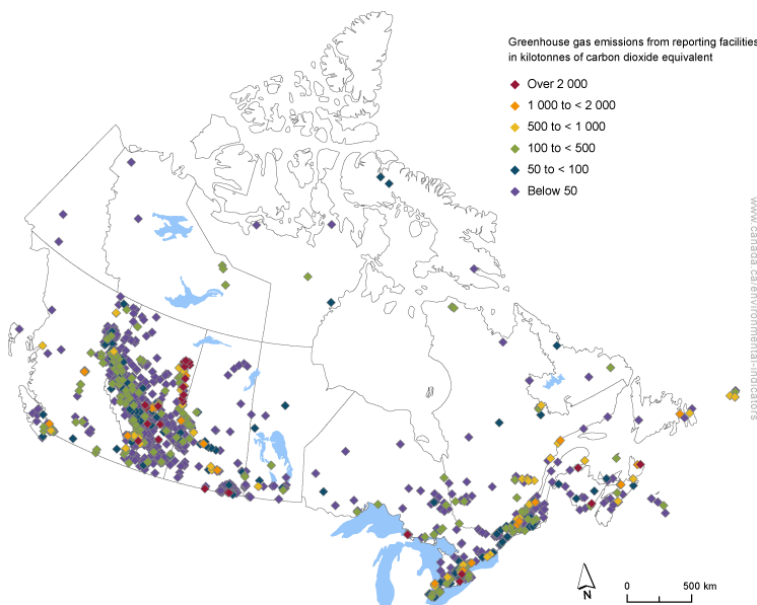 Greenhouse gas emissions from reporting facilities
in kilotonnes of carbon dioxide equivalent
Over 2 000
1 000 to < 2 000
500 to < 1 000
100 to < 500
50 to < 100
Below 50
www.canada.ca/environmental-indicators
N
0 500 km